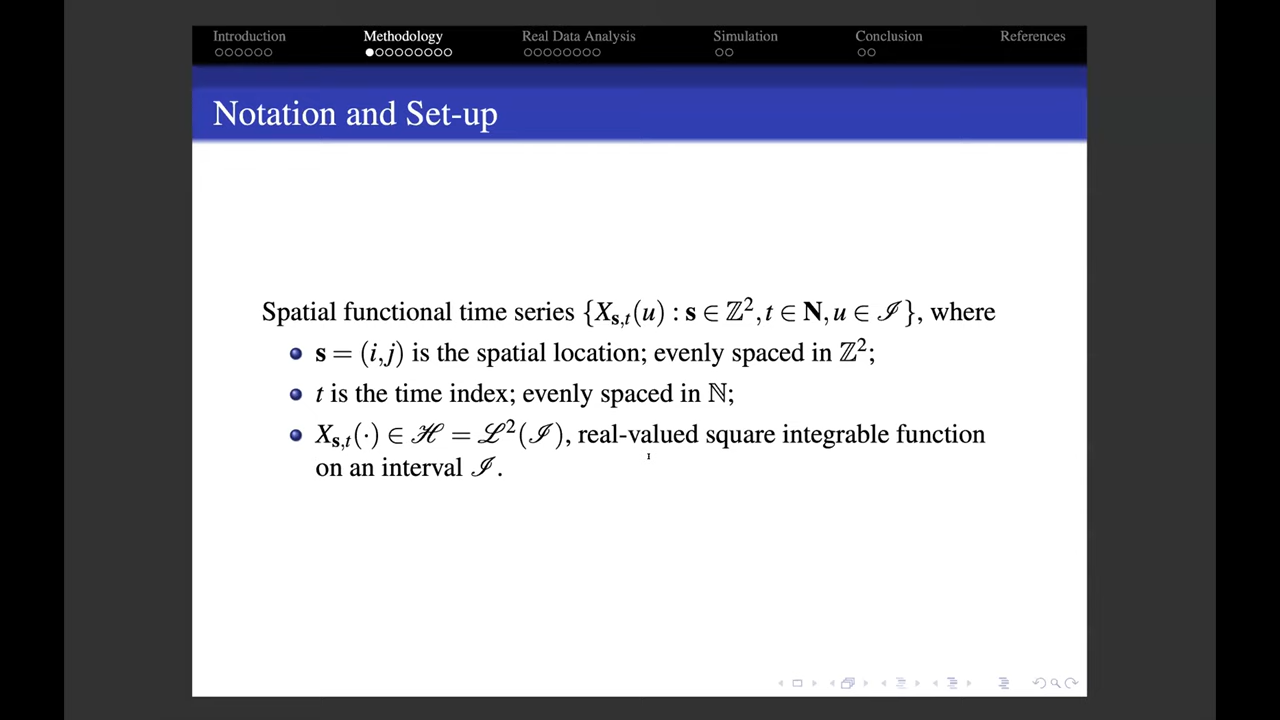 Introduction Methodology Real Data Analysis Simulation Conclusion References
Notation and Set-up
Spatial functional time series {X_{𝐬,t}(u) : 𝐬 ∈ ℤ², t ∈ 𝐍, u ∈ ℐ}, where
𝐬 = (i, j) is the spatial location; evenly spaced in ℤ²;
t is the time index; evenly spaced in ℕ;
X_{𝐬,t}(·) ∈ ℋ = ℒ²(ℐ), real-valued square integrable function
on an interval ℐ.